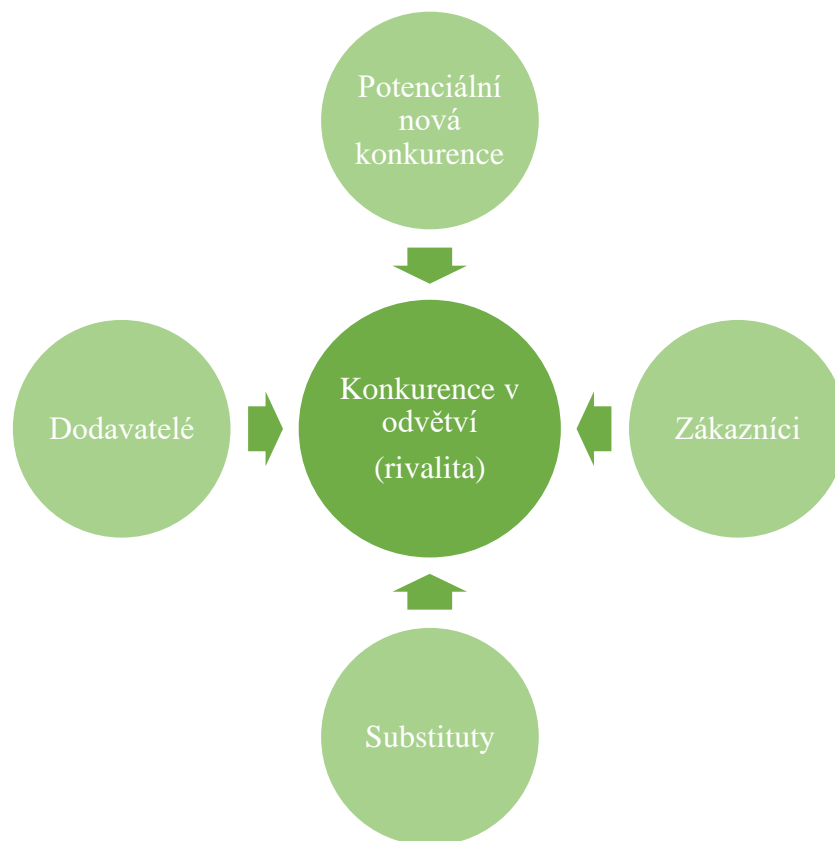 Potenciální
nová
konkurence
Dodavatelé
Konkurence v
odvětví
(rivalita)
Zákazníci
Substituty